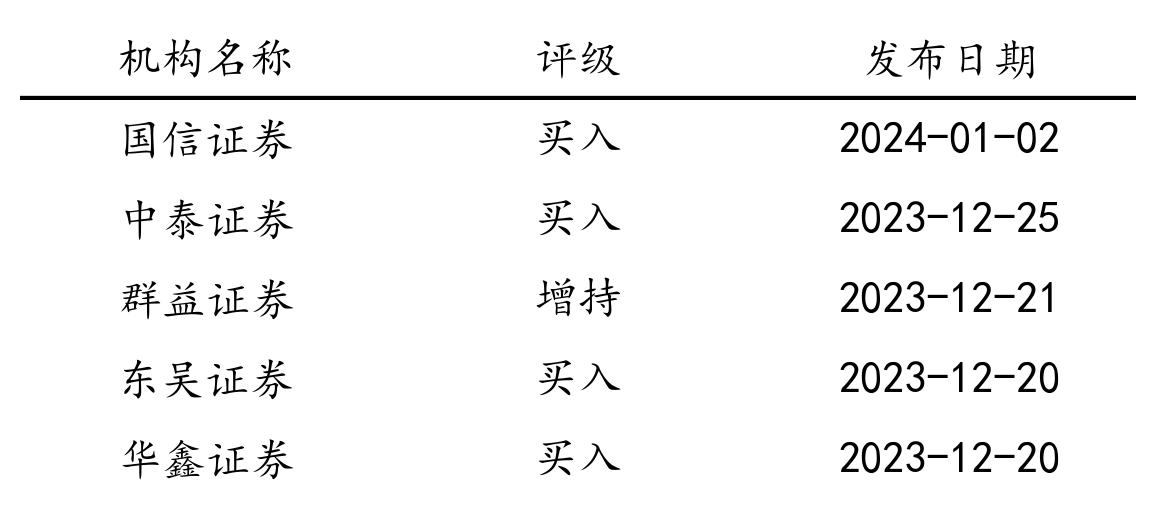 机构名称 评级 发布日期
国信证券 买入 2024-01-02
中泰证券 买入 2023-12-25
群益证券 增持 2023-12-21
东吴证券 买入 2023-12-20
华鑫证券 买入 2023-12-20